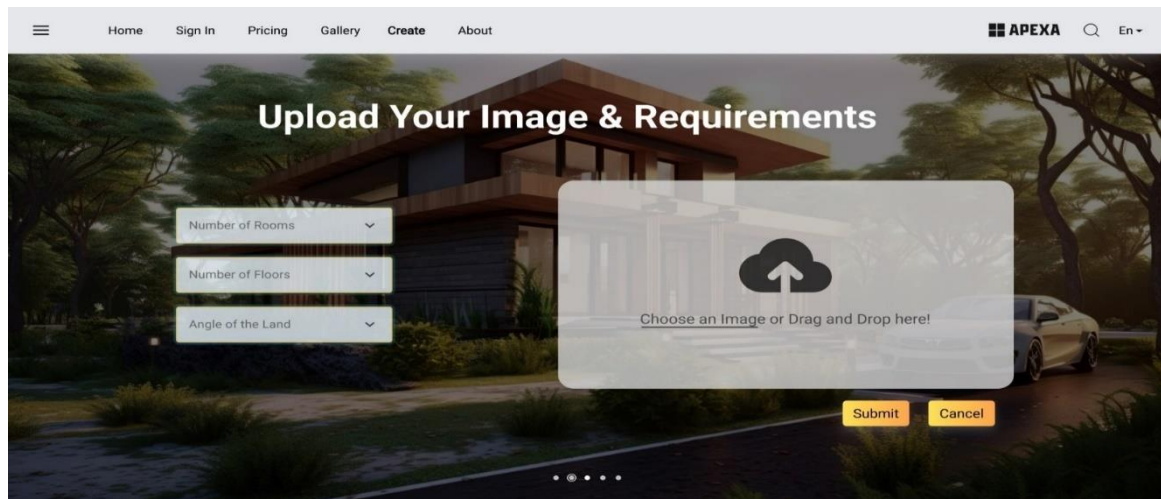 Home Sign In Pricing Gallery Create About APEXA En
Upload Your Image & Requirements
Number of Rooms
Number of Floors
Angle of the Land
Choose an Image or Drag and Drop here!
Submit Cancel